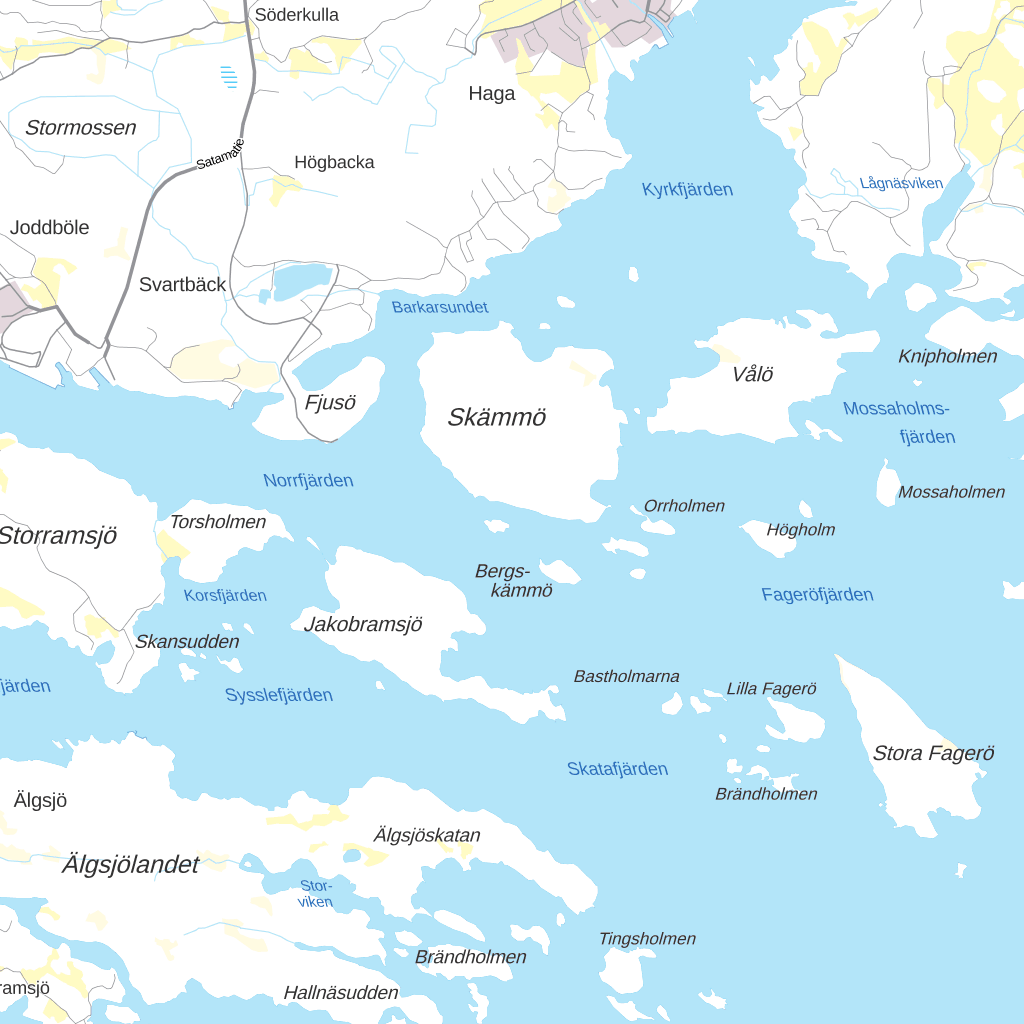 Söderkulla
Haga
Stormossen
Satamatie
Högbacka
Kyrkfjärden
Lågnäsviken
Joddböle
Svartbäck
Barkarsundet
Knipholmen
Vålö
Fjusö
Skämmö
Mossaholms-
fjärden
Norrfjärden
Mossaholmen
Orrholmen
Torsholmen
Högholm
Storramsjö
Bergs-
kämmö
Korsfjärden
Fageröfjärden
Jakobramsjö
Skansudden
Bastholmarna
järden
Sysslefjärden
Lilla Fagerö
Stora Fagerö
Skatafjärden
Brändholmen
Älgsjö
Älgsjöskatan
Älgsjölandet
Stor-
viken
Tingsholmen
Brändholmen
ramsjö
Hallnäsudden